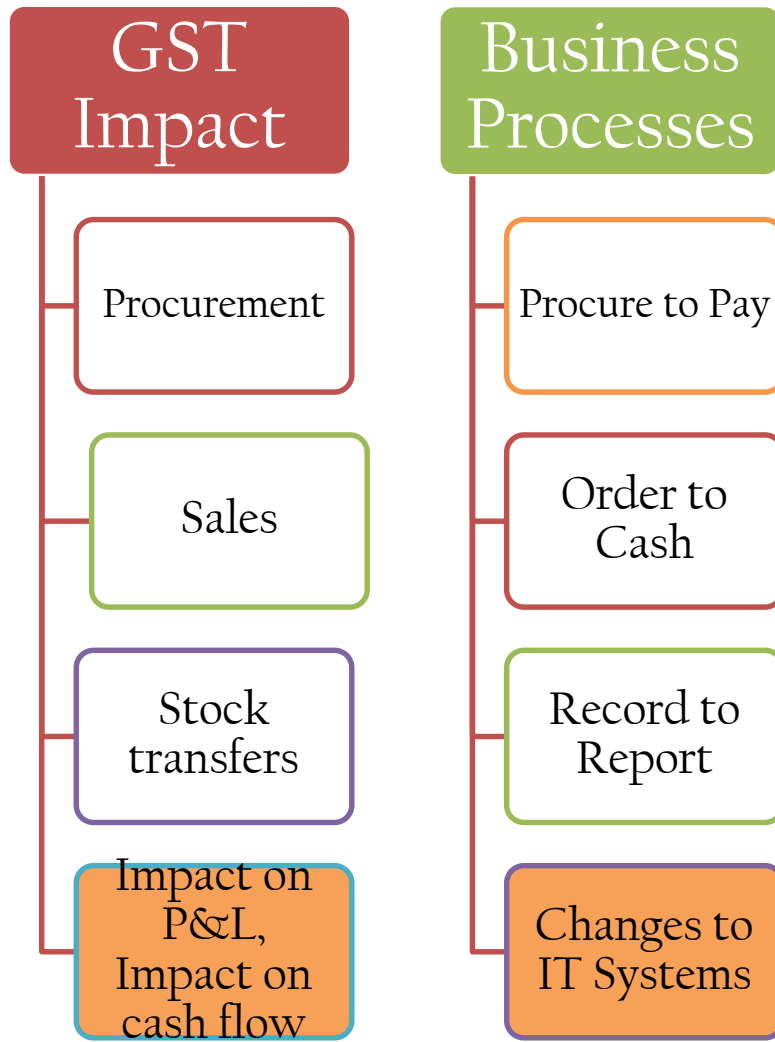 GST
Impact
Procurement
Sales
Stock
transfers
Impact on
P&L,
Impact on
cash flow
Business
Processes
Procure to Pay
Order to
Cash
Record to
Report
Changes to
IT Systems